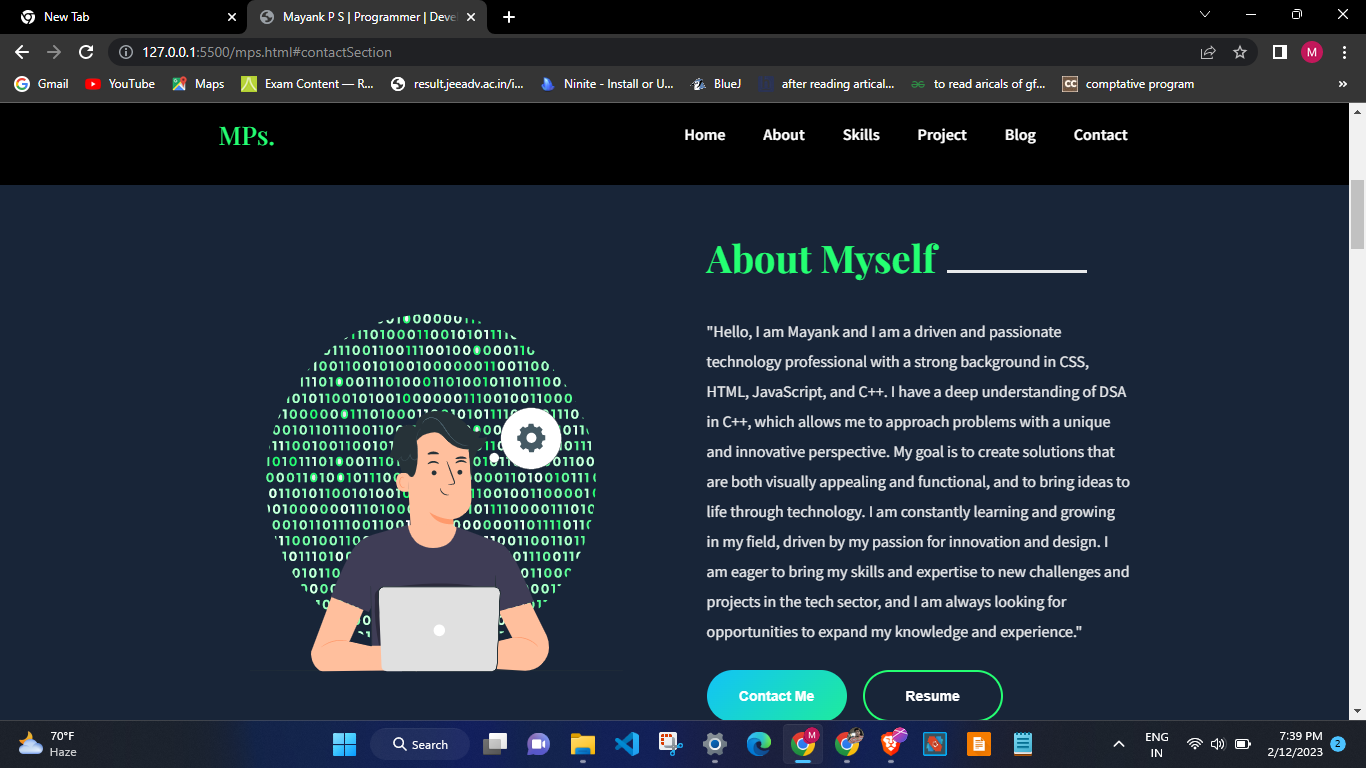 New Tab
Mayank P S | Programmer | Devel
127.0.0.1:5500/mps.html#contactSection
M
Gmail
YouTube
Maps
Exam Content — R...
result.jeeadv.ac.in/i...
Ninite - Install or U...
BlueJ
after reading artical...
to read aricals of gf...
CC
comptative program
»
MPs.
Home
About
Skills
Project
Blog
Contact
About Myself
"Hello, I am Mayank and I am a driven and passionate
technology professional with a strong background in CSS,
HTML, JavaScript, and C++. I have a deep understanding of DSA
in C++, which allows me to approach problems with a unique
and innovative perspective. My goal is to create solutions that
are both visually appealing and functional, and to bring ideas to
life through technology. I am constantly learning and growing
in my field, driven by my passion for innovation and design. I
am eager to bring my skills and expertise to new challenges and
projects in the tech sector, and I am always looking for
opportunities to expand my knowledge and experience."
Contact Me
Resume
70°F
Haze
Search
M
ENG
IN
7:39 PM
2/12/2023
2